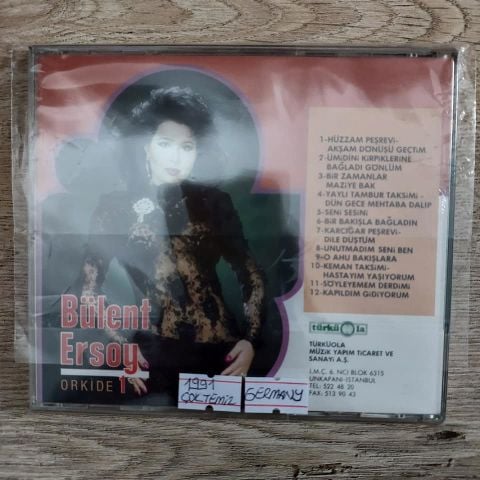 1-HÜZZAM PEŞREVİ-
AKŞAM DÖNÜŞÜ GEÇTİM
2-ÜMİDİNİ KİRPİKLERİNE
BAĞLADI GÖNLÜM
3-BİR ZAMANLAR
MAZİYE BAK
4-YAYLI TAMBUR TAKSİMİ -
DÜN GECE MEHTABA DALIP
5-SENİ SESİNİ
6-BİR BAKIŞLA BAĞLADIN
7-KARCIĞAR PEŞREVİ-
DİLE DÜŞTÜM
8-UNUTMADIM SENİ BEN
9-O AHU BAKIŞLARA
10-KEMAN TAKSİMİ-
HASTAYIM YAŞIYORUM
11-SÖYLEYEMEM DERDİMİ
12-KAPILDIM GİDİYORUM
Bülent
Ersoy
ORKİDE 1
türküola
TÜRKÜOLA
MÜZİK YAPIM TİCARET VE
SANAYİ A.Ş.
İ.M.Ç. 6. NCI BLOK 6315
UNKAPANI-İSTANBUL
TEL: 522 48 20
FAX: 513 90 43
1991
ÇOK TEMİZ
GERMANY